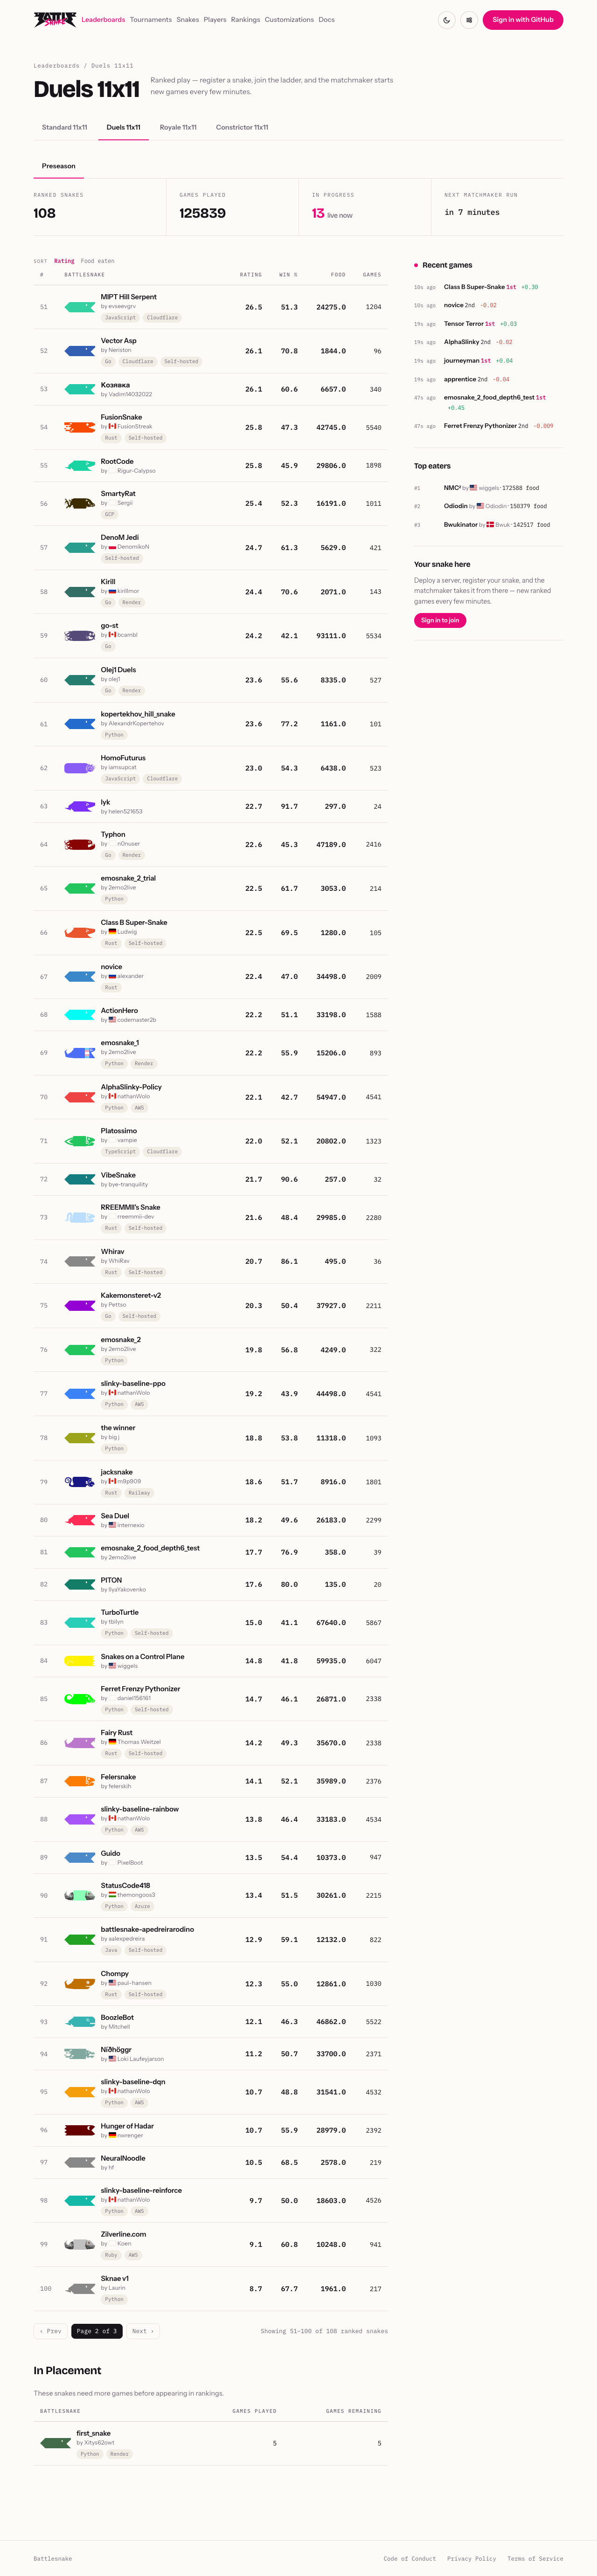 BATTLE SNAKE Leaderboards Tournaments Snakes Players Rankings Customizations Docs Sign in with GitHub
Leaderboards / Duels 11x11
Duels 11x11 Ranked play — register a snake, join the ladder, and the matchmaker starts
new games every few minutes.
Standard 11x11 Duels 11x11 Royale 11x11 Constrictor 11x11
Preseason
RANKED SNAKES GAMES PLAYED IN PROGRESS NEXT MATCHMAKER RUN
108 125839 13 live now in 7 minutes
SORT Rating Food eaten
# BATTLESNAKE RATING WIN % FOOD GAMES
51 MIPT Hill Serpent 26.5 51.3 24275.0 1204
by evseevgrv
JavaScript Cloudflare
52 Vector Asp 26.1 70.8 1844.0 96
by Neriston
Go Cloudflare Self-hosted
53 Козявка 26.1 60.6 6657.0 340
by Vadim14032022
54 FusionSnake 25.8 47.3 42745.0 5540
by FusionStreak
Rust Self-hosted
55 RootCode 25.8 45.9 29806.0 1898
by Rigur-Calypso
56 SmartyRat 25.4 52.3 16191.0 1011
by Sergii
GCP
57 DenoM Jedi 24.7 61.3 5629.0 421
by DenomikoN
Self-hosted
58 Kirill 24.4 70.6 2071.0 143
by kirillmor
Go Render
59 go-st 24.2 42.1 93111.0 5534
by bcambl
Go
60 Olej1 Duels 23.6 55.6 8335.0 527
by olej1
Go Render
61 kopertekhov_hill_snake 23.6 77.2 1161.0 101
by AlexandrKopertehov
Python
62 HomoFuturus 23.0 54.3 6438.0 523
by iamsupcat
JavaScript Cloudflare
63 lyk 22.7 91.7 297.0 24
by helen521653
64 Typhon 22.6 45.3 47189.0 2416
by n0nuser
Go Render
65 emosnake_2_trial 22.5 61.7 3053.0 214
by 2emo2live
Python
66 Class B Super-Snake 22.5 69.5 1280.0 105
by Ludwig
Rust Self-hosted
67 novice 22.4 47.0 34498.0 2009
by alexander
Rust
68 ActionHero 22.2 51.1 33198.0 1588
by codemaster2b
69 emosnake_1 22.2 55.9 15206.0 893
by 2emo2live
Python Render
70 AlphaSlinky-Policy 22.1 42.7 54947.0 4541
by nathanWolo
Python AWS
71 Platossimo 22.0 52.1 20802.0 1323
by vampie
TypeScript Cloudflare
72 VibeSnake 21.7 90.6 257.0 32
by bye-tranquility
73 RREEMMII's Snake 21.6 48.4 29985.0 2280
by rreemmii-dev
Rust Self-hosted
74 Whirav 20.7 86.1 495.0 36
by WhiRav
Rust Self-hosted
75 Kakemonsteret-v2 20.3 50.4 37927.0 2211
by Pettso
Go Self-hosted
76 emosnake_2 19.8 56.8 4249.0 322
by 2emo2live
Python
77 slinky-baseline-ppo 19.2 43.9 44498.0 4541
by nathanWolo
Python AWS
78 the winner 18.8 53.8 11318.0 1093
by big j
Python
79 jacksnake 18.6 51.7 8916.0 1801
by m9p909
Rust Railway
80 Sea Duel 18.2 49.6 26183.0 2299
by internexio
81 emosnake_2_food_depth6_test 17.7 76.9 358.0 39
by 2emo2live
82 PITON 17.6 80.0 135.0 20
by IlyaYakovenko
83 TurboTurtle 15.0 41.1 67640.0 5867
by tbilyn
Python Self-hosted
84 Snakes on a Control Plane 14.8 41.8 59935.0 6047
by wiggels
85 Ferret Frenzy Pythonizer 14.7 46.1 26871.0 2338
by daniel156161
Python Self-hosted
86 Fairy Rust 14.2 49.3 35670.0 2338
by Thomas Weitzel
Rust Self-hosted
87 Felersnake 14.1 52.1 35989.0 2376
by felerskih
88 slinky-baseline-rainbow 13.8 46.4 33183.0 4534
by nathanWolo
Python AWS
89 Guido 13.5 54.4 10373.0 947
by PixelBoot
90 StatusCode418 13.4 51.5 30261.0 2215
by themongoos3
Python Azure
91 battlesnake-apedreirarodino 12.9 59.1 12132.0 822
by aalexpedreira
Java Self-hosted
92 Chompy 12.3 55.0 12861.0 1030
by paul-hansen
Rust Self-hosted
93 BoozleBot 12.1 46.3 46862.0 5522
by Mitchell
94 Níðhöggr 11.2 50.7 33700.0 2371
by Loki Laufeyjarson
95 slinky-baseline-dqn 10.7 48.8 31541.0 4532
by nathanWolo
Python AWS
96 Hunger of Hadar 10.7 55.9 28979.0 2392
by nwrenger
97 NeuralNoodle 10.5 68.5 2578.0 219
by hf
98 slinky-baseline-reinforce 9.7 50.0 18603.0 4526
by nathanWolo
Python AWS
99 Zilverline.com 9.1 60.8 10248.0 941
by Koen
Ruby AWS
100 Sknae v1 8.7 67.7 1961.0 217
by Laurin
Python
‹ Prev Page 2 of 3 Next › Showing 51–100 of 108 ranked snakes
In Placement
These snakes need more games before appearing in rankings.
BATTLESNAKE GAMES PLAYED GAMES REMAINING
first_snake 5 5
by Xitys62owt
Python Render
Recent games
10s ago Class B Super-Snake 1st +0.30
10s ago novice 2nd -0.02
19s ago Tensor Terror 1st +0.03
19s ago AlphaSlinky 2nd -0.02
19s ago journeyman 1st +0.04
19s ago apprentice 2nd -0.04
47s ago emosnake_2_food_depth6_test 1st
+0.45
47s ago Ferret Frenzy Pythonizer 2nd -0.009
Top eaters
#1 NMC² by wiggels · 172588 food
#2 Odiodin by Odiodin · 150379 food
#3 Bwukinator by Bwuk · 142517 food
Your snake here
Deploy a server, register your snake, and the
matchmaker takes it from there — new ranked
games every few minutes.
Sign in to join
Battlesnake Code of Conduct Privacy Policy Terms of Service